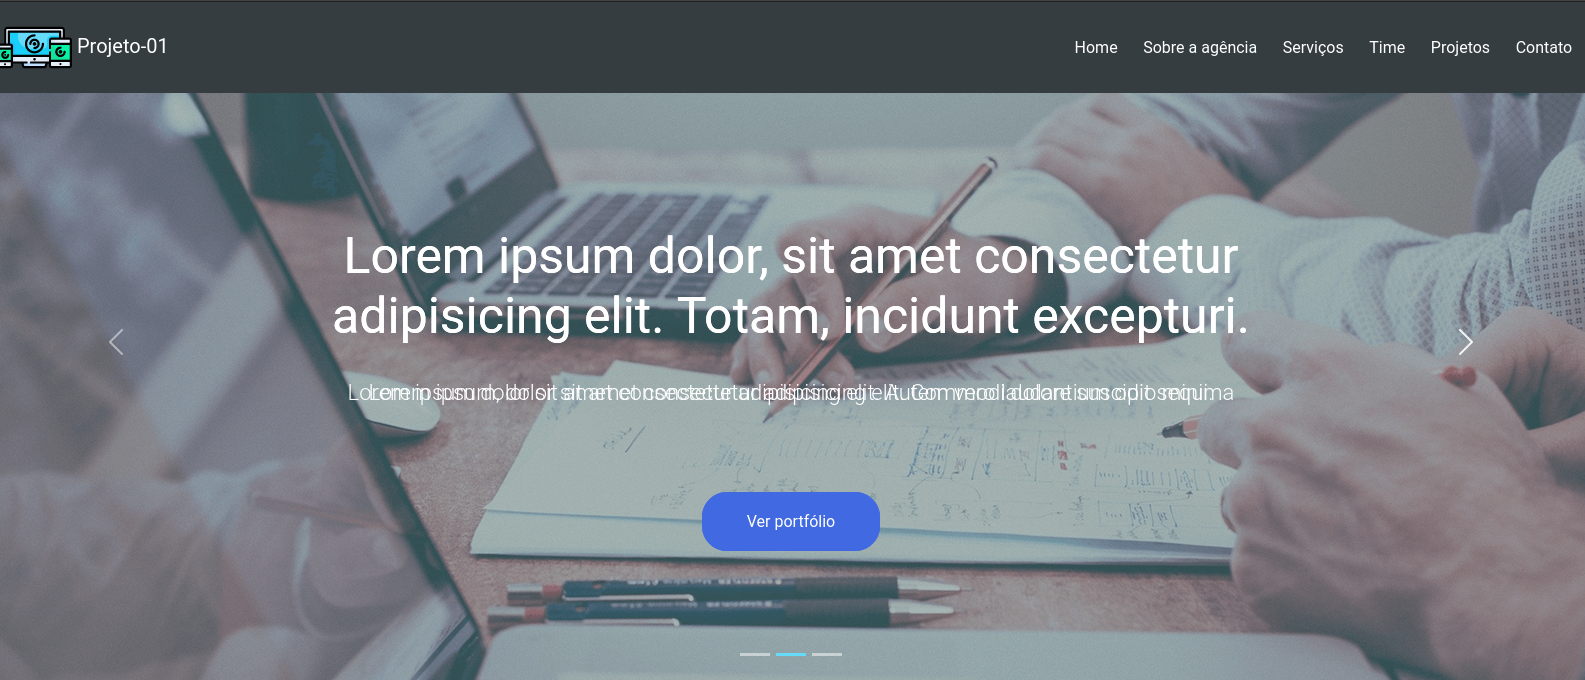 Projeto-01
Home Sobre a agência Serviços Time Projetos Contato
Lorem ipsum dolor, sit amet consectetur
adipisicing elit. Totam, incidunt excepturi.
Ver portfólio